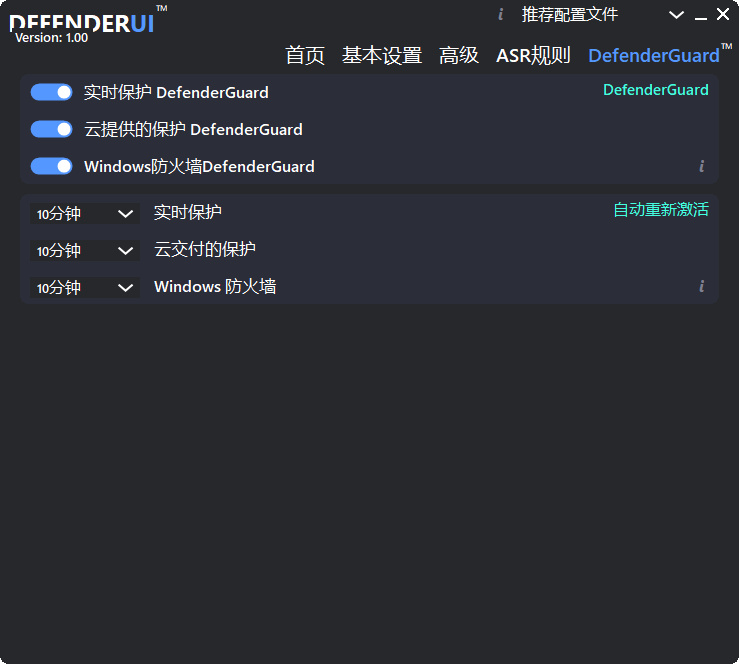 DEFENDERUI™
Version: 1.00
i 推荐配置文件
首页 基本设置 高级 ASR规则 DefenderGuard™
实时保护 DefenderGuard
DefenderGuard
云提供的保护 DefenderGuard
Windows防火墙DefenderGuard i
10分钟 实时保护
自动重新激活
10分钟 云交付的保护
10分钟 Windows 防火墙 i